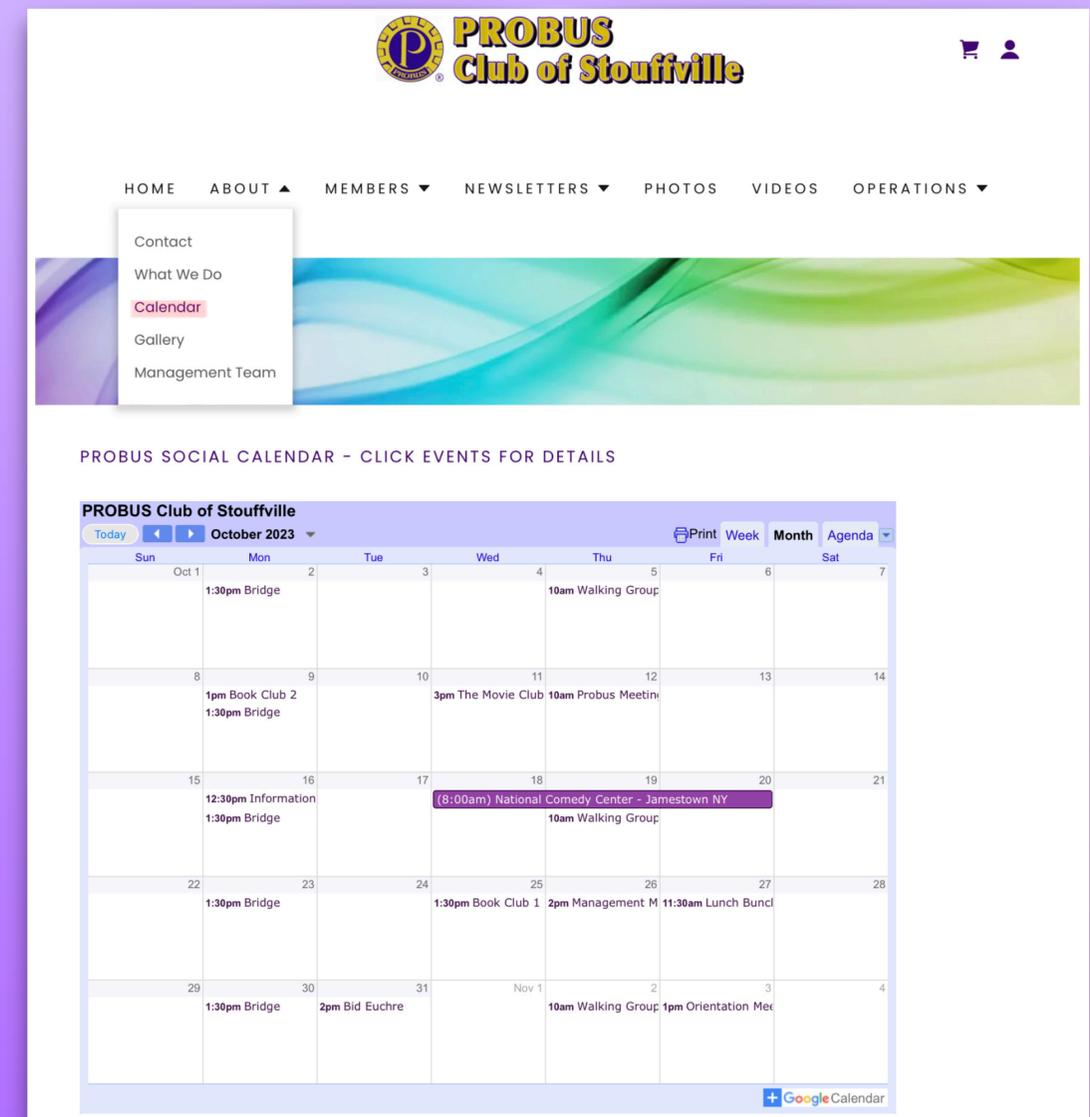 PROBUS
Club of Stouffville
P
PROBUS
®
HOME ABOUT MEMBERS NEWSLETTERS PHOTOS VIDEOS OPERATIONS
Contact
What We Do
Calendar
Gallery
Management Team
PROBUS SOCIAL CALENDAR - CLICK EVENTS FOR DETAILS
PROBUS Club of Stouffville
Today October 2023 Print Week Month Agenda
Sun Mon Tue Wed Thu Fri Sat
Oct 1 2 3 4 5 6 7
1:30pm Bridge 10am Walking Group
8 9 10 11 12 13 14
1pm Book Club 2 3pm The Movie Club 10am Probus Meeting
1:30pm Bridge
15 16 17 18 19 20 21
12:30pm Information (8:00am) National Comedy Center - Jamestown NY
1:30pm Bridge 10am Walking Group
22 23 24 25 26 27 28
1:30pm Bridge 1:30pm Book Club 1 2pm Management M 11:30am Lunch Buncl
29 30 31 Nov 1 2 3 4
1:30pm Bridge 2pm Bid Euchre 10am Walking Group 1pm Orientation Mee
+ Google Calendar